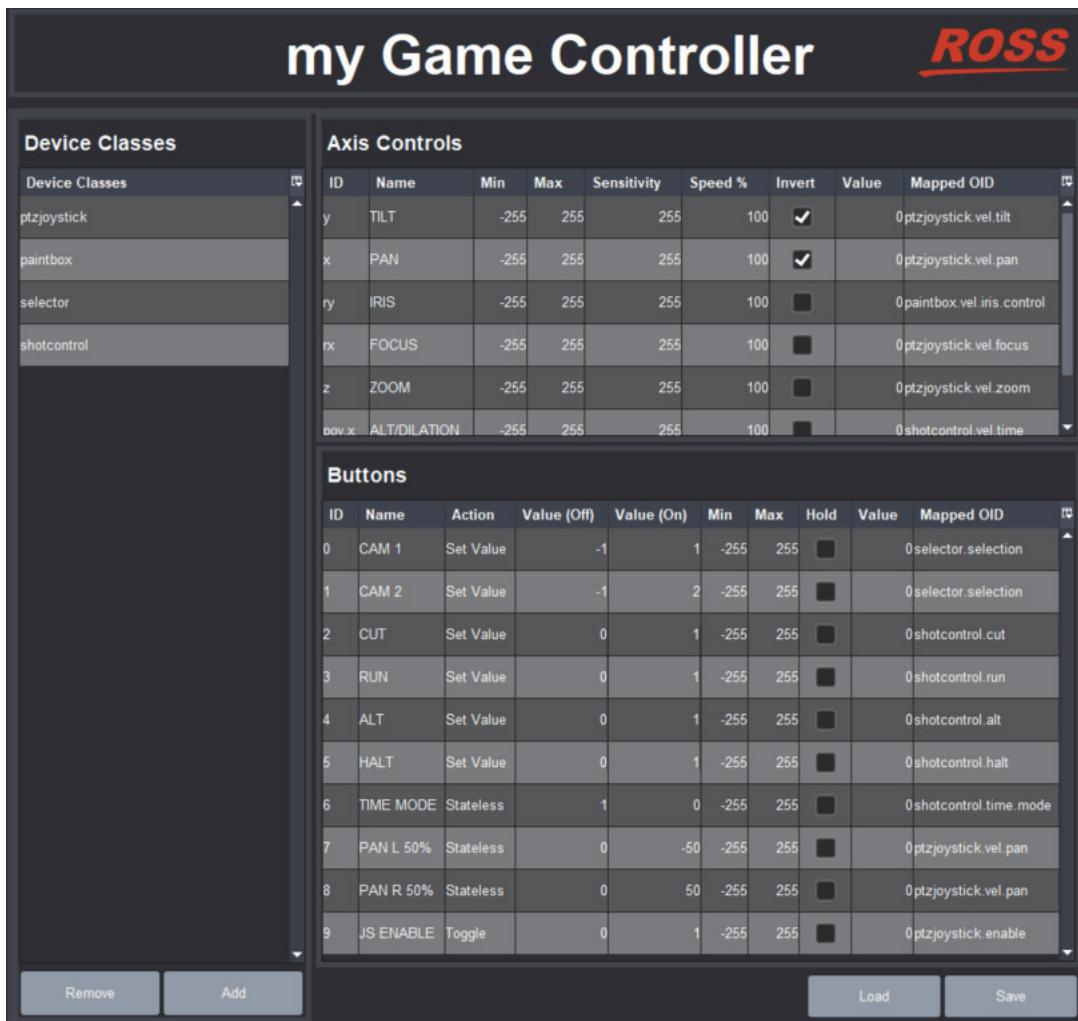 my Game Controller
ROSS
Device Classes
Device Classes
ptzjoystick
paintbox
selector
shotcontrol
Remove Add
Axis Controls
ID Name Min Max Sensitivity Speed % Invert Value Mapped OID
y TILT -255 255 255 100 0 ptzjoystick.vel.tilt
x PAN -255 255 255 100 0 ptzjoystick.vel.pan
ry IRIS -255 255 255 100 0 paintbox.vel.iris.control
rx FOCUS -255 255 255 100 0 ptzjoystick.vel.focus
z ZOOM -255 255 255 100 0 ptzjoystick.vel.zoom
pov.x ALT/DILATION -255 255 255 100 0 shotcontrol.vel.time
Buttons
ID Name Action Value (Off) Value (On) Min Max Hold Value Mapped OID
0 CAM 1 Set Value -1 1 -255 255 0 selector.selection
1 CAM 2 Set Value -1 2 -255 255 0 selector.selection
2 CUT Set Value 0 1 -255 255 0 shotcontrol.cut
3 RUN Set Value 0 1 -255 255 0 shotcontrol.run
4 ALT Set Value 0 1 -255 255 0 shotcontrol.alt
5 HALT Set Value 0 1 -255 255 0 shotcontrol.halt
6 TIME MODE Stateless 1 0 -255 255 0 shotcontrol.time.mode
7 PAN L 50% Stateless 0 -50 -255 255 0 ptzjoystick.vel.pan
8 PAN R 50% Stateless 0 50 -255 255 0 ptzjoystick.vel.pan
9 JS ENABLE Toggle 0 1 -255 255 0 ptzjoystick.enable
Load Save